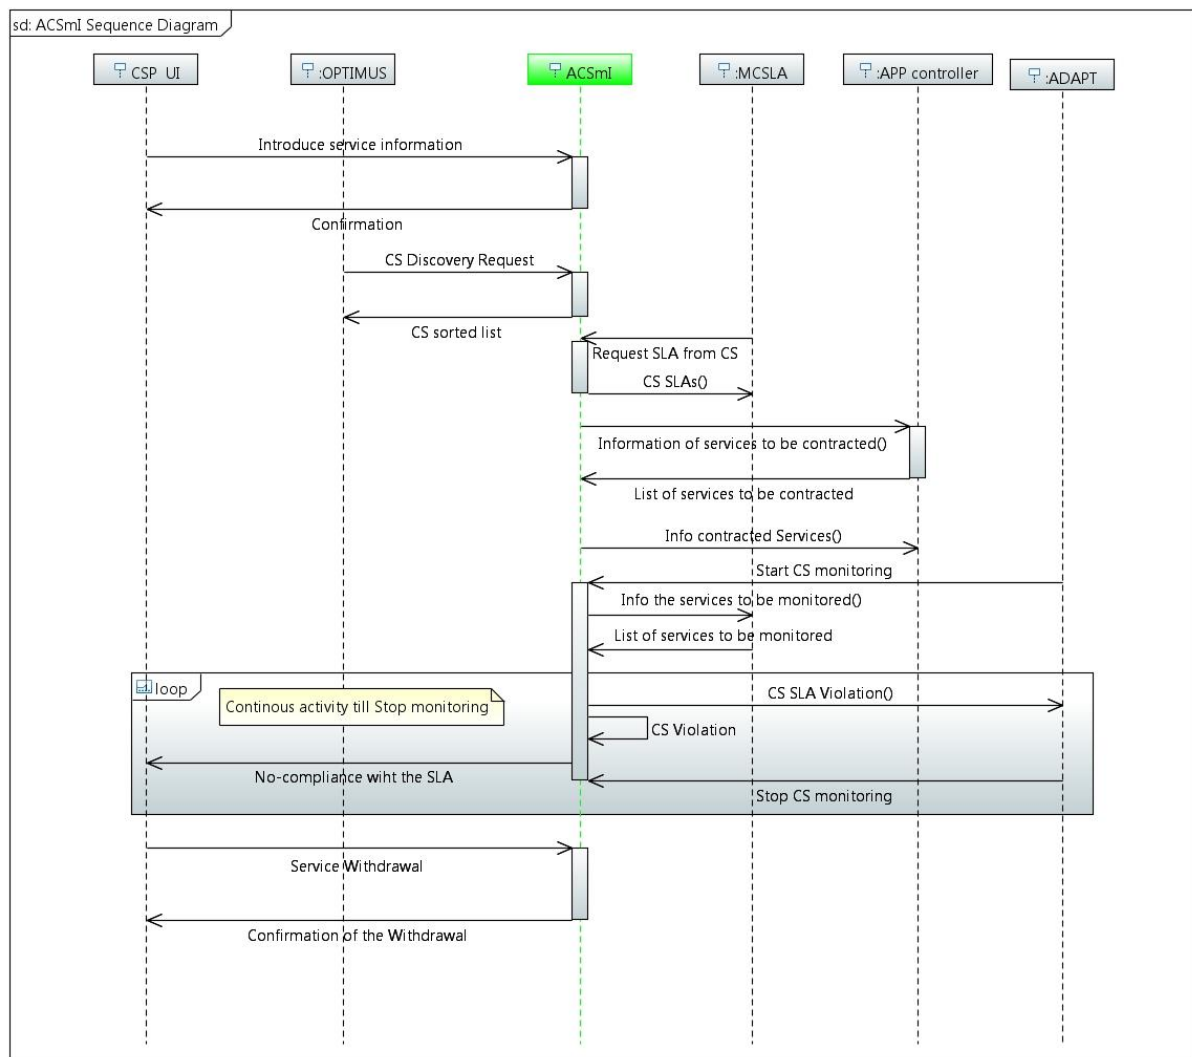 sd: ACSmI Sequence Diagram
CSP_UI
:OPTIMUS
ACSmI
:MCSLA
:APP controller
:ADAPT
Introduce service information
Confirmation
CS Discovery Request
CS sorted list
Request SLA from CS
CS SLAs()
Information of services to be contracted()
List of services to be contracted
Info contracted Services()
Start CS monitoring
Info the services to be monitored()
List of services to be monitored
loop
Continous activity till Stop monitoring
CS SLA Violation()
CS Violation
No-compliance wiht the SLA
Stop CS monitoring
Service Withdrawal
Confirmation of the Withdrawal